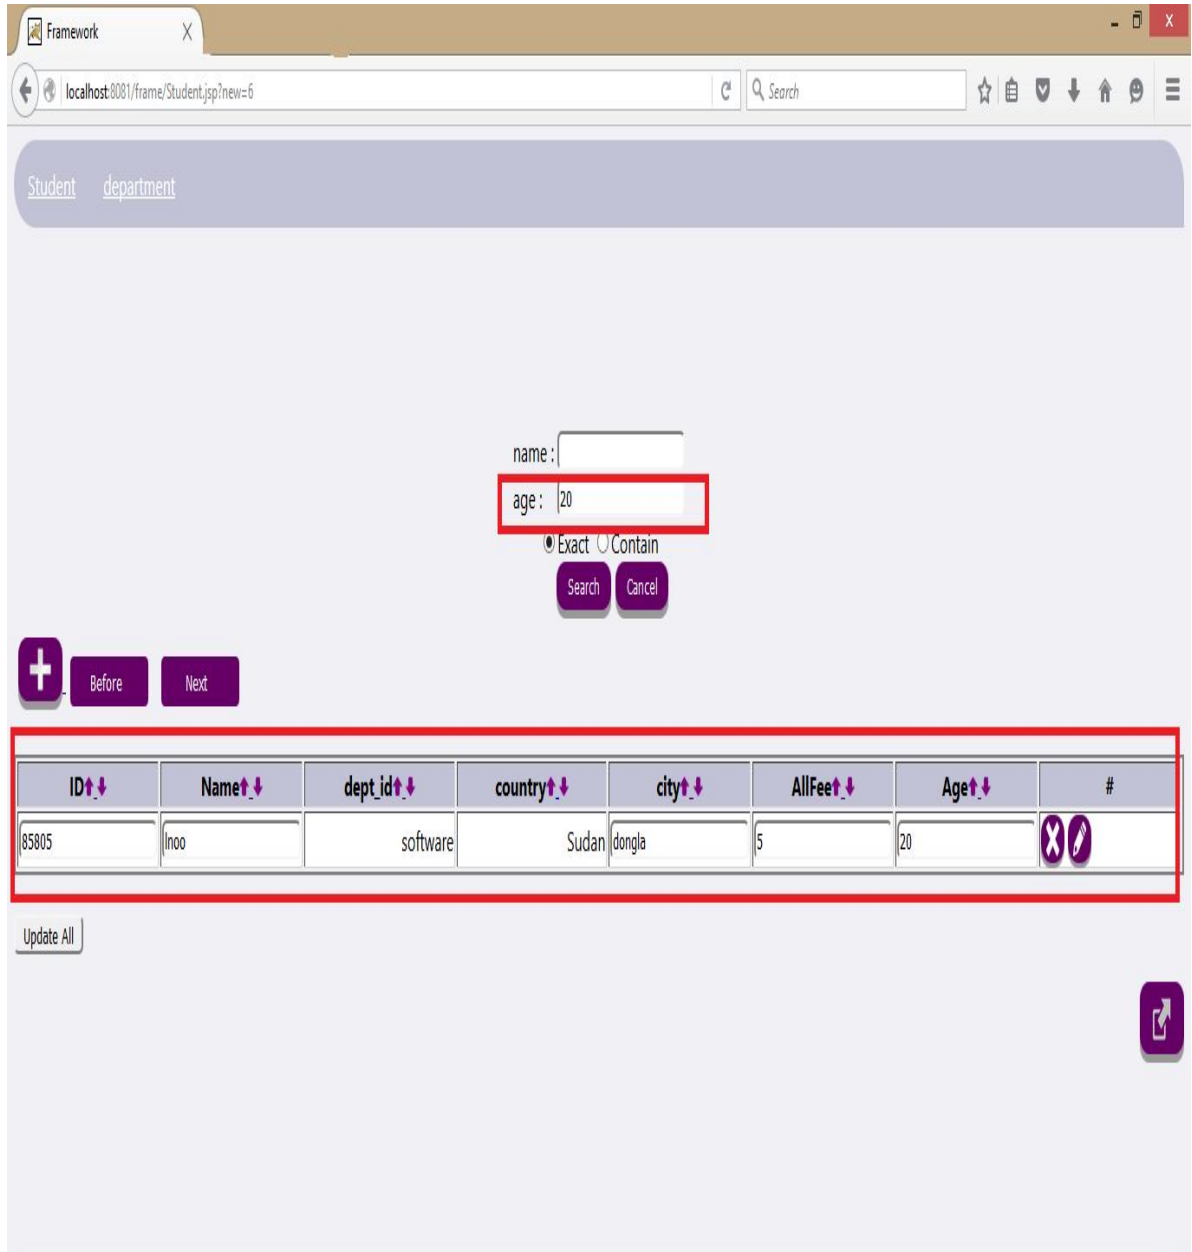 Framework
localhost:8081/frame/Student.jsp?new=6
Search
Student department
name :
age : 20
Exact Contain
Search Cancel
Before Next
ID Name dept_id country city AllFee Age #
85805 Inoo software Sudan dongla 5 20
Update All